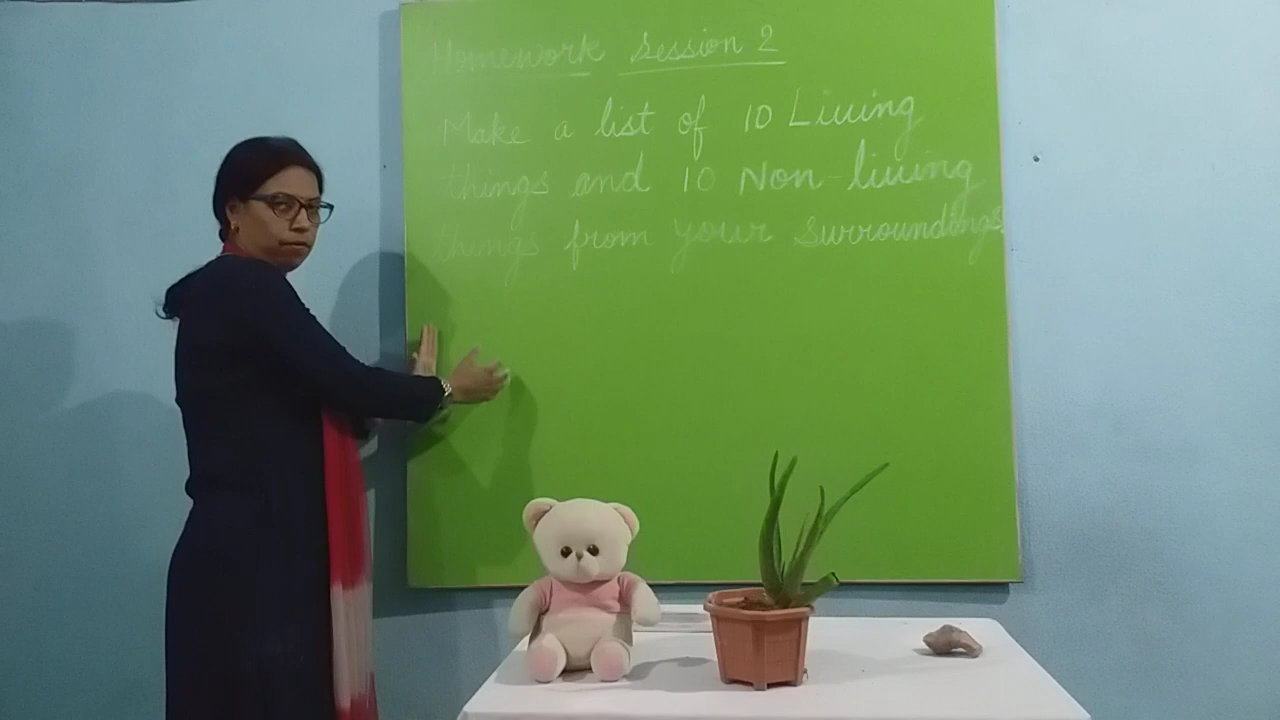 Homework Session 2
Make a list of 10 Living
things and 10 Non-living
things from your surroundings.